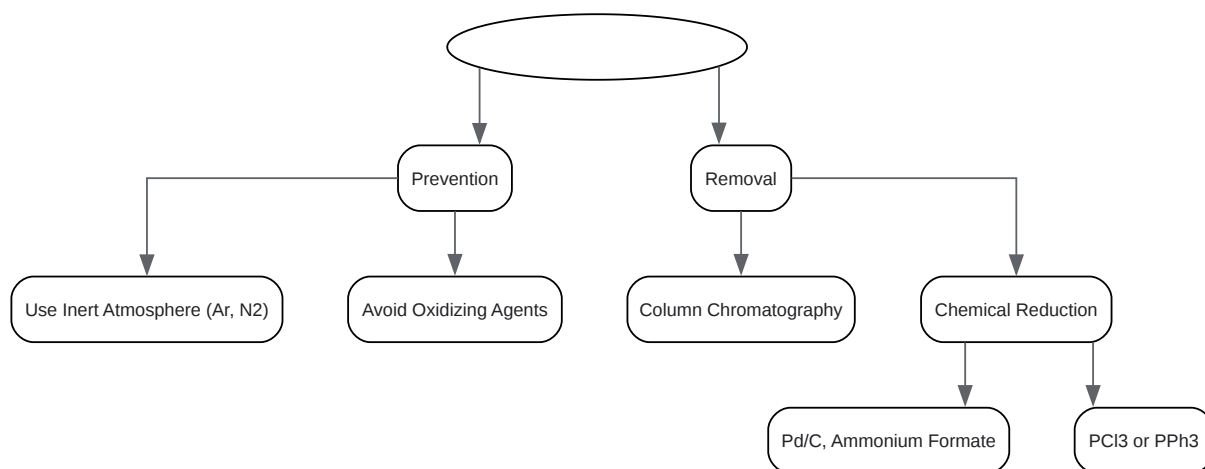 Prevention
Removal
Use Inert Atmosphere (Ar, N2)
Avoid Oxidizing Agents
Column Chromatography
Chemical Reduction
Pd/C, Ammonium Formate
PCl3 or PPh3